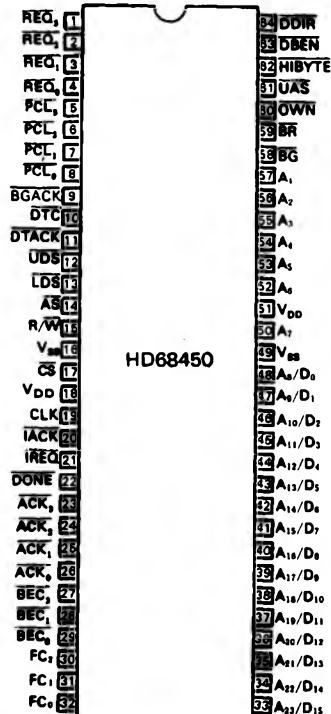 REQ₃ 1
REQ₂ 2
REQ₁ 3
REQ₀ 4
PCL₃ 5
PCL₂ 6
PCL₁ 7
PCL₀ 8
BGACK 9
DTC 10
DTACK 11
UDS 12
LDS 13
AS 14
R/W 15
V_SS 16
CS 17
V_DD 18
CLK 19
IACK 20
IREQ 21
DONE 22
ACK₃ 23
ACK₂ 24
ACK₁ 25
ACK₀ 26
BEC₂ 27
BEC₁ 28
BEC₀ 29
FC₂ 30
FC₁ 31
FC₀ 32
HD68450
64 DDIR
63 DBEN
62 HIBYTE
61 UAS
60 OWN
59 BR
58 BG
57 A₁
56 A₂
55 A₃
54 A₄
53 A₅
52 A₆
51 V_DD
50 A₇
49 V_SS
48 A₈/D₀
47 A₉/D₁
46 A₁₀/D₂
45 A₁₁/D₃
44 A₁₂/D₄
43 A₁₃/D₅
42 A₁₄/D₆
41 A₁₅/D₇
40 A₁₆/D₈
39 A₁₇/D₉
38 A₁₈/D₁₀
37 A₁₉/D₁₁
36 A₂₀/D₁₂
35 A₂₁/D₁₃
34 A₂₂/D₁₄
33 A₂₃/D₁₅